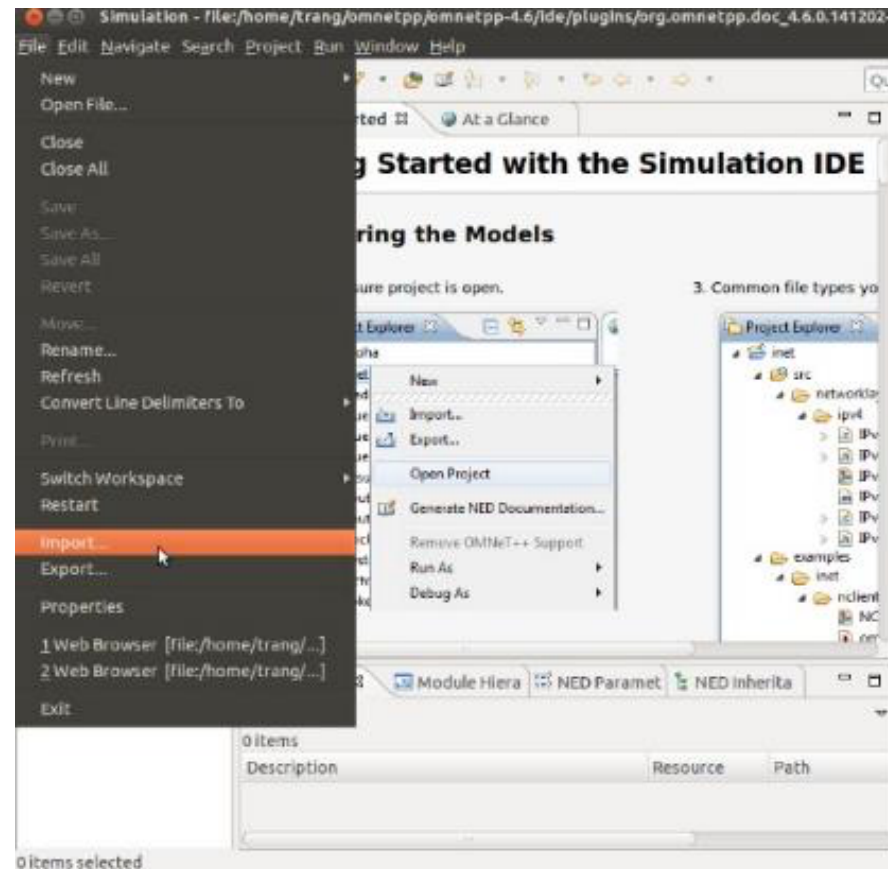 Simulation - file:/home/trang/omnetpp/omnetpp-4.6/ide/plugins/org.omnetpp.doc_4.6.0.141202
File Edit Navigate Search Project Run Window Help
New
Open File...
Close
Close All
Save
Save As...
Save All
Revert
Move...
Rename...
Refresh
Convert Line Delimiters To
Print...
Switch Workspace
Restart
Import...
Export...
Properties
1 Web Browser [file:/home/trang/...]
2 Web Browser [file:/home/trang/...]
Exit
At a Glance
Started with the Simulation IDE
the Models
project is open.
3. Common file types
Explorer
New
Import...
Export...
Open Project
Generate NED Documentation...
Remove OMNeT++ Support
Run As
Debug As
Project Explorer
inet
src
ipv4
examples
inet
Module Hiera
NED Paramet
NED Inherita
0 items
Description Resource Path
0 items selected